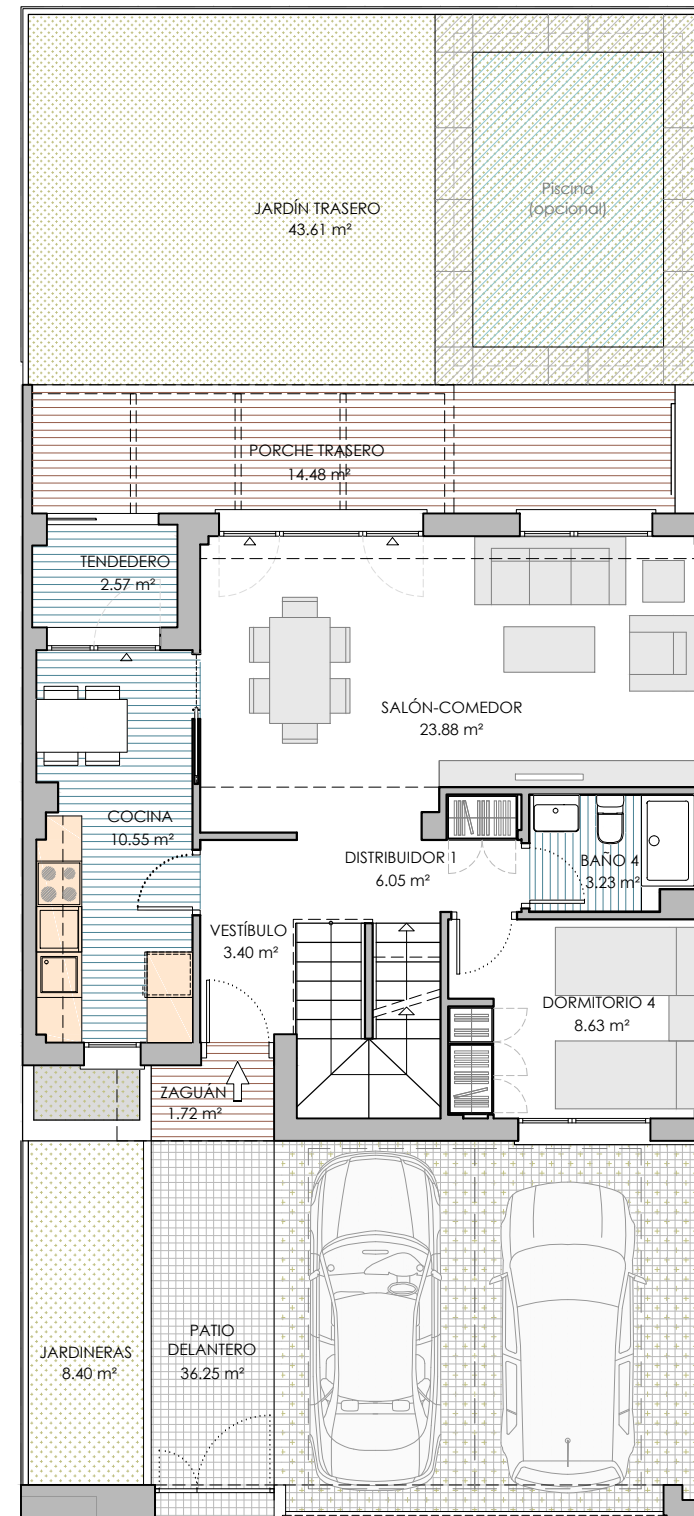 JARDÍN TRASERO
43.61 m²
Piscina
(opcional)
PORCHE TRASERO
14.48 m²
TENDEDERO
2.57 m²
SALÓN-COMEDOR
23.88 m²
COCINA
10.55 m²
DISTRIBUIDOR 1
6.05 m²
BAÑO 4
3.23 m²
VESTÍBULO
3.40 m²
DORMITORIO 4
8.63 m²
ZAGUÁN
1.72 m²
JARDINERAS
8.40 m²
PATIO
DELANTERO
36.25 m²